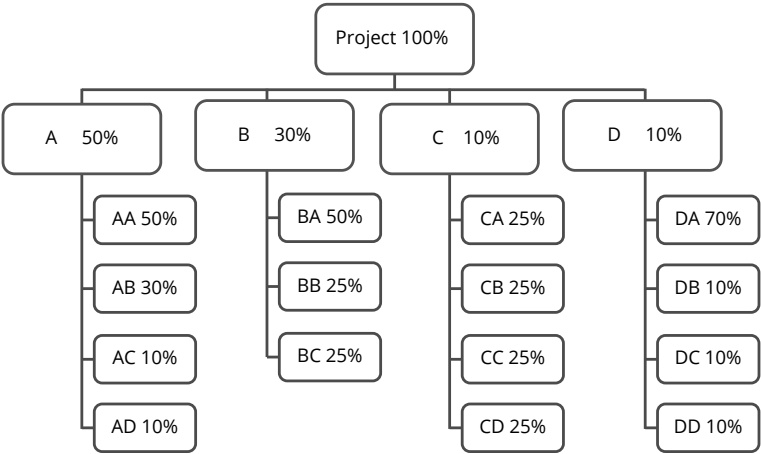 Project 100%
A 50%
B 30%
C 10%
D 10%
AA 50%
AB 30%
AC 10%
AD 10%
BA 50%
BB 25%
BC 25%
CA 25%
CB 25%
CC 25%
CD 25%
DA 70%
DB 10%
DC 10%
DD 10%